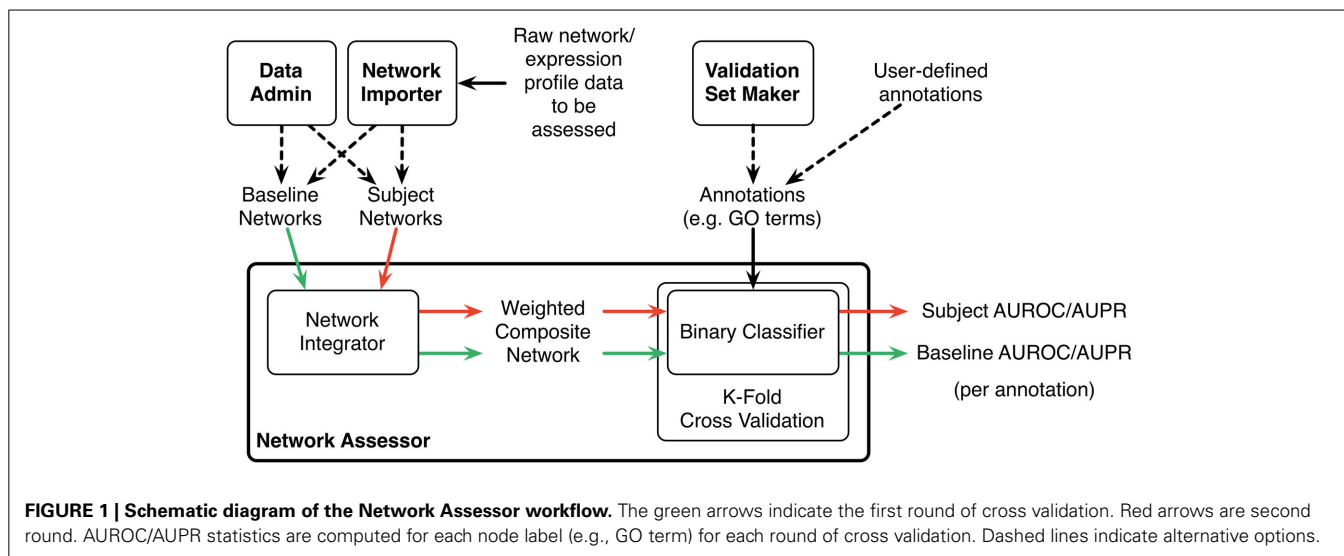 Data
Admin
Network
Importer
Raw network/
expression
profile data
to be
assessed
Validation
Set Maker
User-defined
annotations
Baseline
Networks
Subject
Networks
Annotations
(e.g. GO terms)
Network
Integrator
Weighted
Composite
Network
Binary Classifier
K-Fold
Cross Validation
Subject AUROC/AUPR
Baseline AUROC/AUPR
(per annotation)
Network Assessor
FIGURE 1 | Schematic diagram of the Network Assessor workflow. The green arrows indicate the first round of cross validation. Red arrows are second
round. AUROC/AUPR statistics are computed for each node label (e.g., GO term) for each round of cross validation. Dashed lines indicate alternative options.